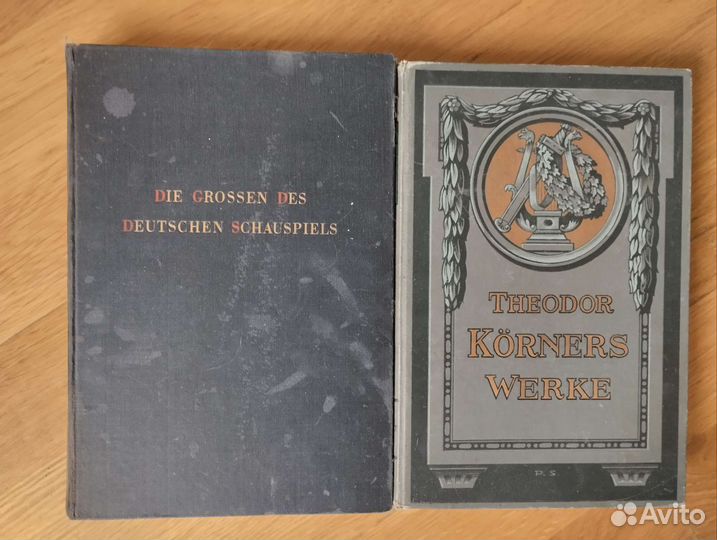 DIE GROSSEN DES
DEUTSCHEN SCHAUSPIELS
THEODOR
KÖRNERS
WERKE
P. S.
Avito